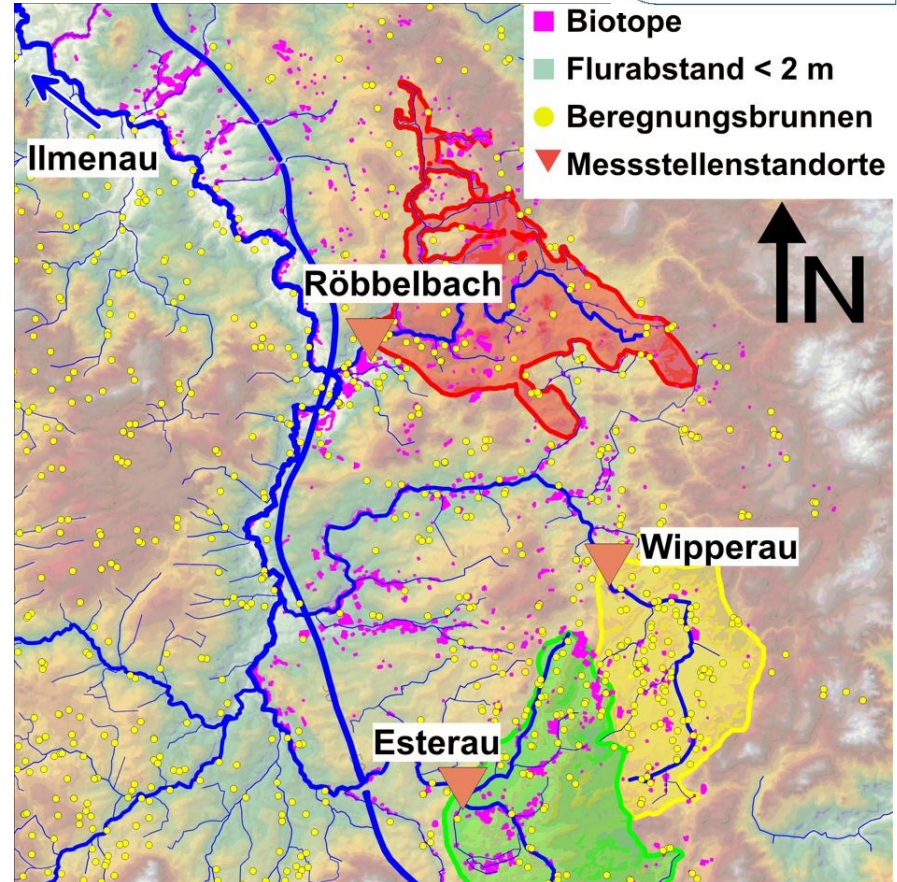 Biotope
Flurabstand < 2 m
Beregnungsbrunnen
Messstellenstandorte
Ilmenau
N
Röbbelbach
Wipperau
Esterau